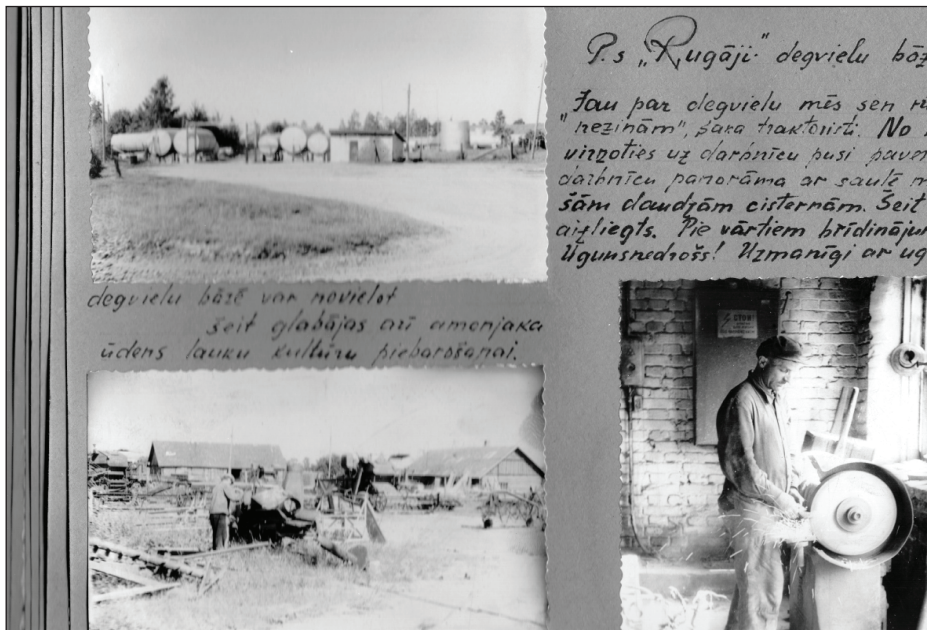 P.s „Rugāji“ degvielu bāz
Jau par degvielu mēs sen
"nezinām", saka traktoristi. No
virzoties uz darbnīcu pusi paver
darbnīcu panorāma ar saulē
šām daudzām cisternām. Šeit
aizliegts. Pie vārtiem brīdināju
Ugunsnedrošs! Uzmanīgi ar ug
degvielu bāzē var novietot
Šeit glabājas arī amonjaka
ūdens lauku kultūru piebarošanai.
STOP!